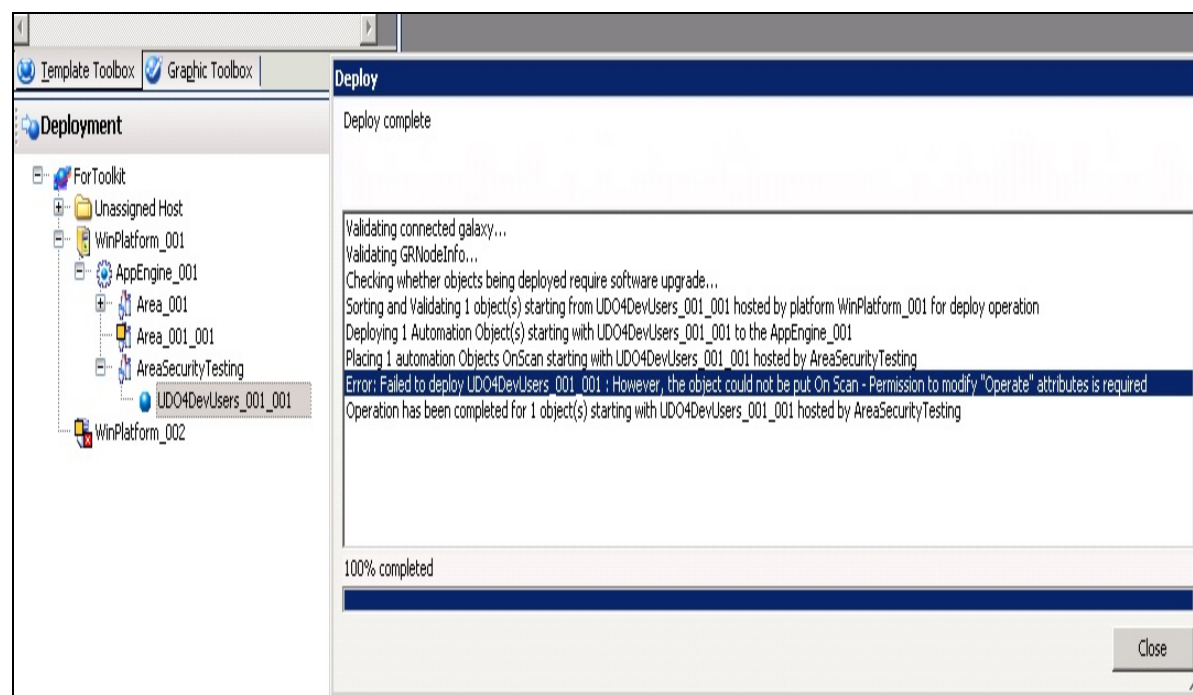 Template Toolbox
Graphic Toolbox
Deployment
ForToolkit
Unassigned Host
WinPlatform_001
AppEngine_001
Area_001
Area_001_001
AreaSecurityTesting
UDO4DevUsers_001_001
WinPlatform_002
Deploy
Deploy complete
Validating connected galaxy...
Validating GRNodeInfo...
Checking whether objects being deployed require software upgrade...
Sorting and Validating 1 object(s) starting from UDO4DevUsers_001_001 hosted by platform WinPlatform_001 for deploy operation
Deploying 1 Automation Object(s) starting with UDO4DevUsers_001_001 to the AppEngine_001
Placing 1 automation Objects OnScan starting with UDO4DevUsers_001_001 hosted by AreaSecurityTesting
Error: Failed to deploy UDO4DevUsers_001_001 : However, the object could not be put On Scan - Permission to modify "Operate" attributes is required
Operation has been completed for 1 object(s) starting with UDO4DevUsers_001_001 hosted by AreaSecurityTesting
100% completed
Close